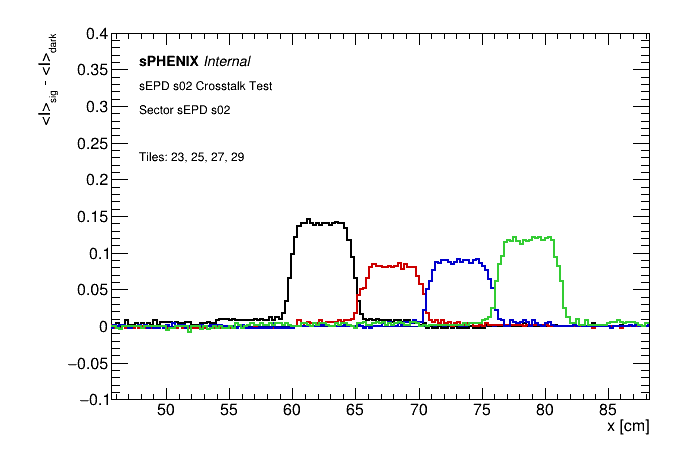 0.4
0.35
0.3
0.25
0.2
0.15
0.1
0.05
0
−0.05
−0.1
<I>sig - <I>dark
sPHENIX Internal
sEPD s02 Crosstalk Test
Sector sEPD s02
Tiles: 23, 25, 27, 29
50 55 60 65 70 75 80 85
x [cm]